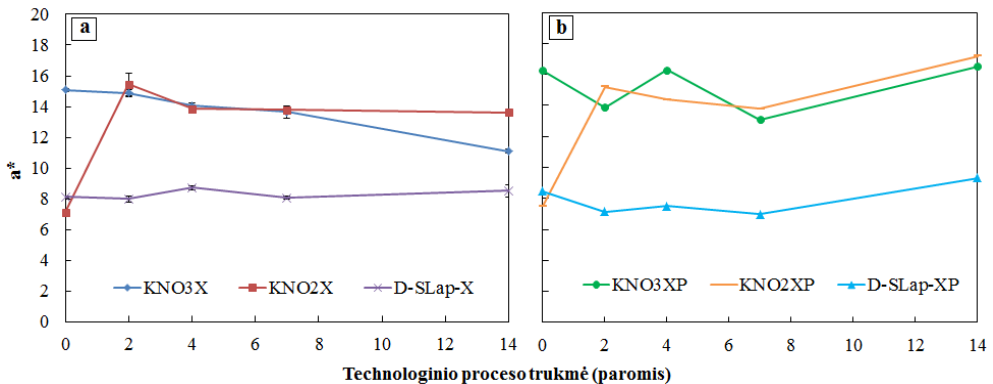 a
b
20
18
16
14
12
10
8
6
4
2
0
a*
KNO3X
KNO2X
D-SLap-X
KNO3XP
KNO2XP
D-SLap-XP
0 2 4 6 8 10 12 14
0 2 4 6 8 10 12 14
Technologinio proceso trukmė (paromis)